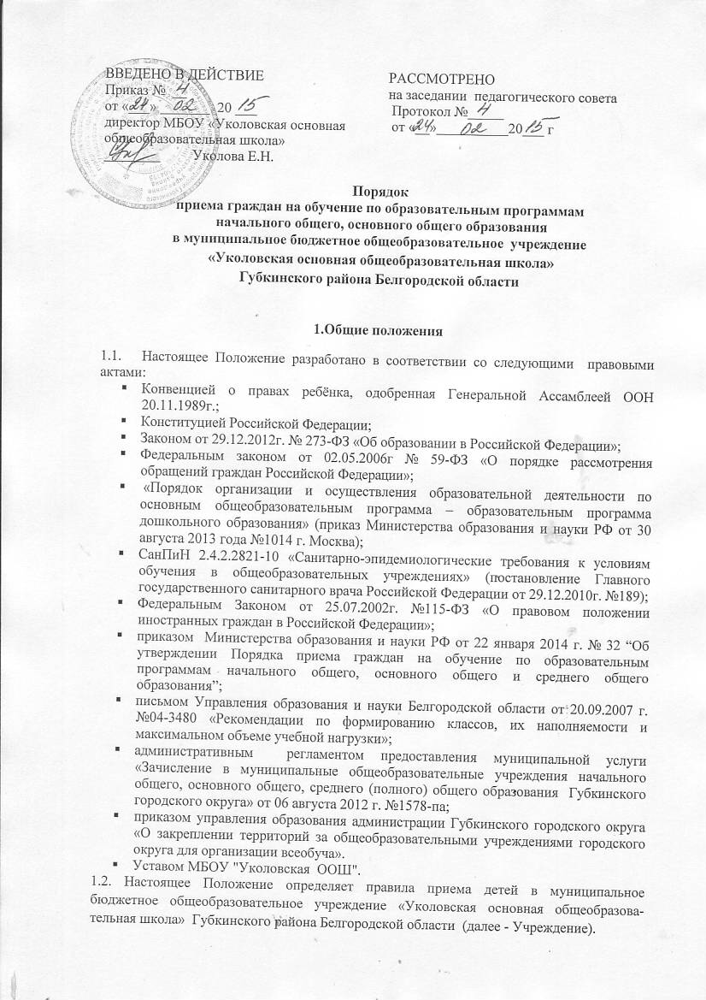 ВВЕДЕНО В ДЕЙСТВИЕ
Приказ № 4
от «24» 02 2015
директор МБОУ «Уколовская основная
общеобразовательная школа»
Уколова Е.Н.
РАССМОТРЕНО
на заседании педагогического совета
Протокол № 4
от «24» 02 2015 г
Порядок
приема граждан на обучение по образовательным программам
начального общего, основного общего образования
в муниципальное бюджетное общеобразовательное учреждение
«Уколовская основная общеобразовательная школа»
Губкинского района Белгородской области
1.Общие положения
1.1. Настоящее Положение разработано в соответствии со следующими правовыми
актами:
▪ Конвенцией о правах ребёнка, одобренная Генеральной Ассамблеей ООН
20.11.1989г.;
▪ Конституцией Российской Федерации;
▪ Законом от 29.12.2012г. № 273-ФЗ «Об образовании в Российской Федерации»;
▪ Федеральным законом от 02.05.2006г № 59-ФЗ «О порядке рассмотрения
обращений граждан Российской Федерации»;
▪ «Порядок организации и осуществления образовательной деятельности по
основным общеобразовательным программа – образовательным программа
дошкольного образования» (приказ Министерства образования и науки РФ от 30
августа 2013 года №1014 г. Москва);
▪ СанПиН 2.4.2.2821-10 «Санитарно-эпидемиологические требования к условиям
обучения в общеобразовательных учреждениях» (постановление Главного
государственного санитарного врача Российской Федерации от 29.12.2010г. №189);
▪ Федеральным Законом от 25.07.2002г. №115-ФЗ «О правовом положении
иностранных граждан в Российской Федерации»;
▪ приказом Министерства образования и науки РФ от 22 января 2014 г. № 32 “Об
утверждении Порядка приема граждан на обучение по образовательным
программам начального общего, основного общего и среднего общего
образования”;
▪ письмом Управления образования и науки Белгородской области от 20.09.2007 г.
№04-3480 «Рекомендации по формированию классов, их наполняемости и
максимальном объеме учебной нагрузки»;
▪ административным регламентом предоставления муниципальной услуги
«Зачисление в муниципальные общеобразовательные учреждения начального
общего, основного общего, среднего (полного) общего образования Губкинского
городского округа» от 06 августа 2012 г. №1578-па;
▪ приказом управления образования администрации Губкинского городского округа
«О закреплении территорий за общеобразовательными учреждениями городского
округа для организации всеобуча».
▪ Уставом МБОУ "Уколовская ООШ".
1.2. Настоящее Положение определяет правила приема детей в муниципальное
бюджетное общеобразовательное учреждение «Уколовская основная общеобразова-
тельная школа» Губкинского района Белгородской области (далее - Учреждение).